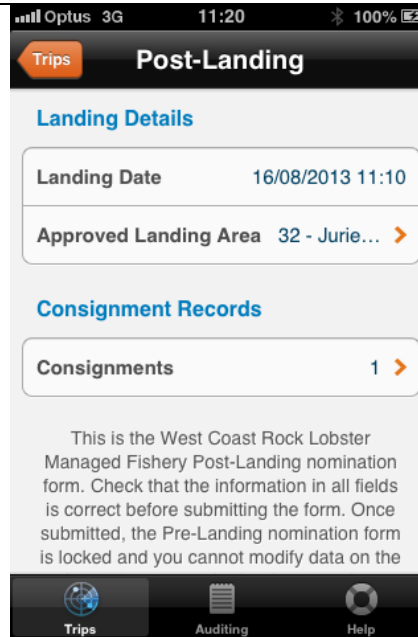 Optus 3G 11:20 100%
Trips Post-Landing
Landing Details
Landing Date 16/08/2013 11:10
Approved Landing Area 32 - Jurie...
Consignment Records
Consignments 1
This is the West Coast Rock Lobster
Managed Fishery Post-Landing nomination
form. Check that the information in all fields
is correct before submitting the form. Once
submitted, the Pre-Landing nomination form
is locked and you cannot modify data on the
Trips Auditing Help